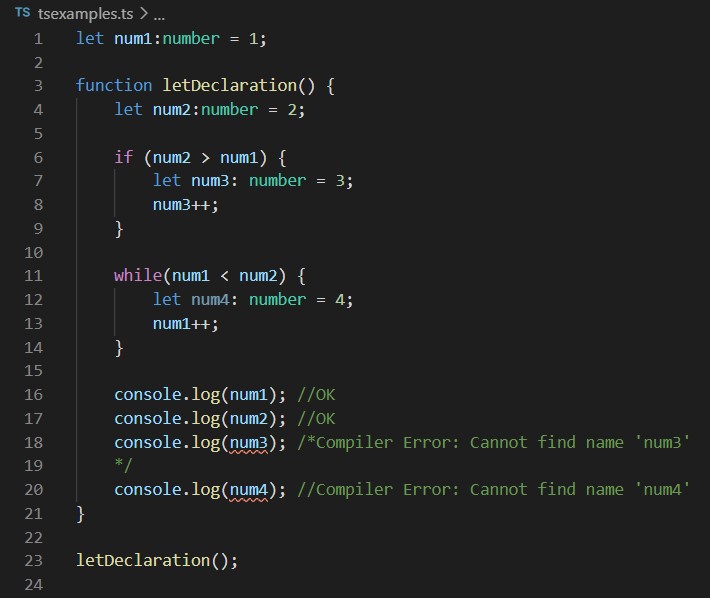 TS tsexamples.ts > ...
1 let num1:number = 1;
2
3 function letDeclaration() {
4 let num2:number = 2;
5
6 if (num2 > num1) {
7 let num3: number = 3;
8 num3++;
9 }
10
11 while(num1 < num2) {
12 let num4: number = 4;
13 num1++;
14 }
15
16 console.log(num1); //OK
17 console.log(num2); //OK
18 console.log(num3); /*Compiler Error: Cannot find name 'num3'
19 */
20 console.log(num4); //Compiler Error: Cannot find name 'num4'
21 }
22
23 letDeclaration();
24